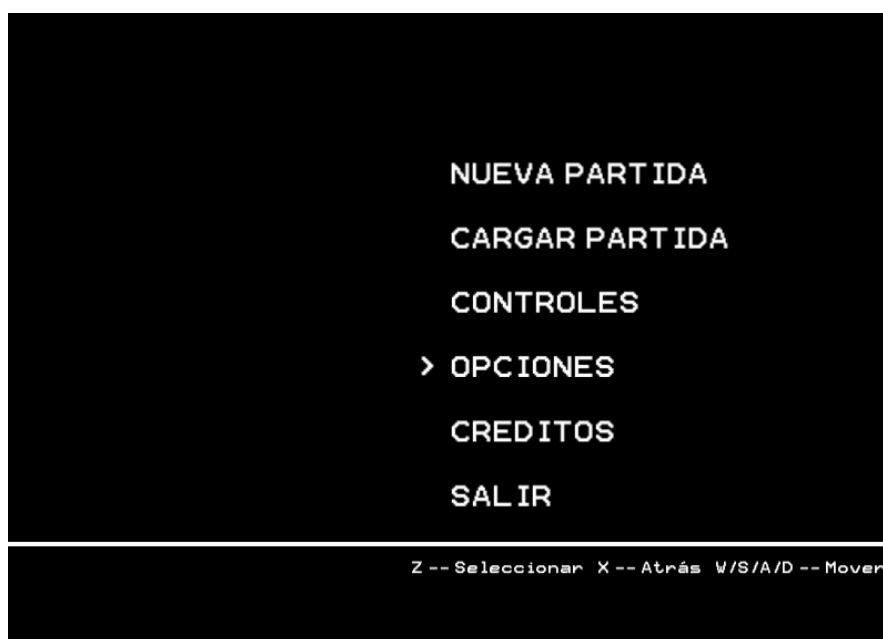 NUEVA PARTIDA
CARGAR PARTIDA
CONTROLES
> OPCIONES
CREDITOS
SALIR
Z -- Seleccionar X -- Atrás W/S/A/D -- Mover